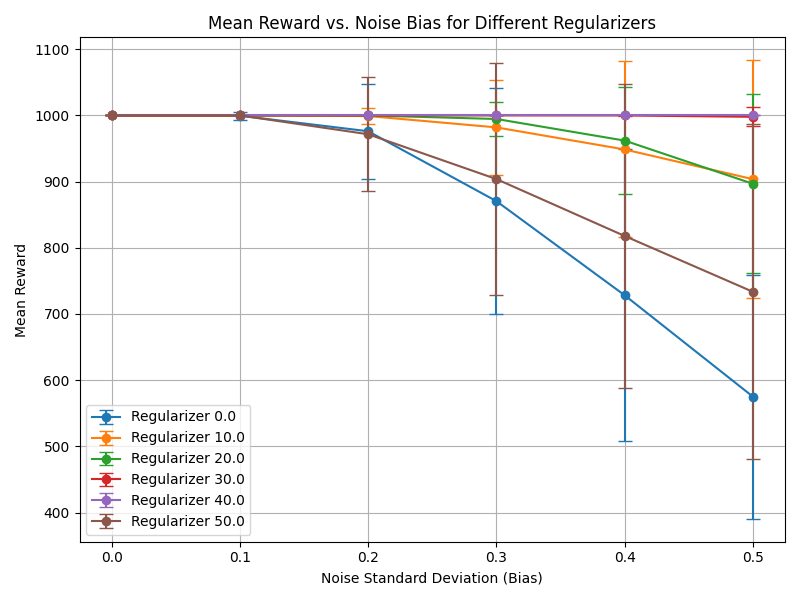 Mean Reward vs. Noise Bias for Different Regularizers
1100
1000
900
800
700
600
500
400
Mean Reward
Regularizer 0.0
Regularizer 10.0
Regularizer 20.0
Regularizer 30.0
Regularizer 40.0
Regularizer 50.0
0.0 0.1 0.2 0.3 0.4 0.5
Noise Standard Deviation (Bias)